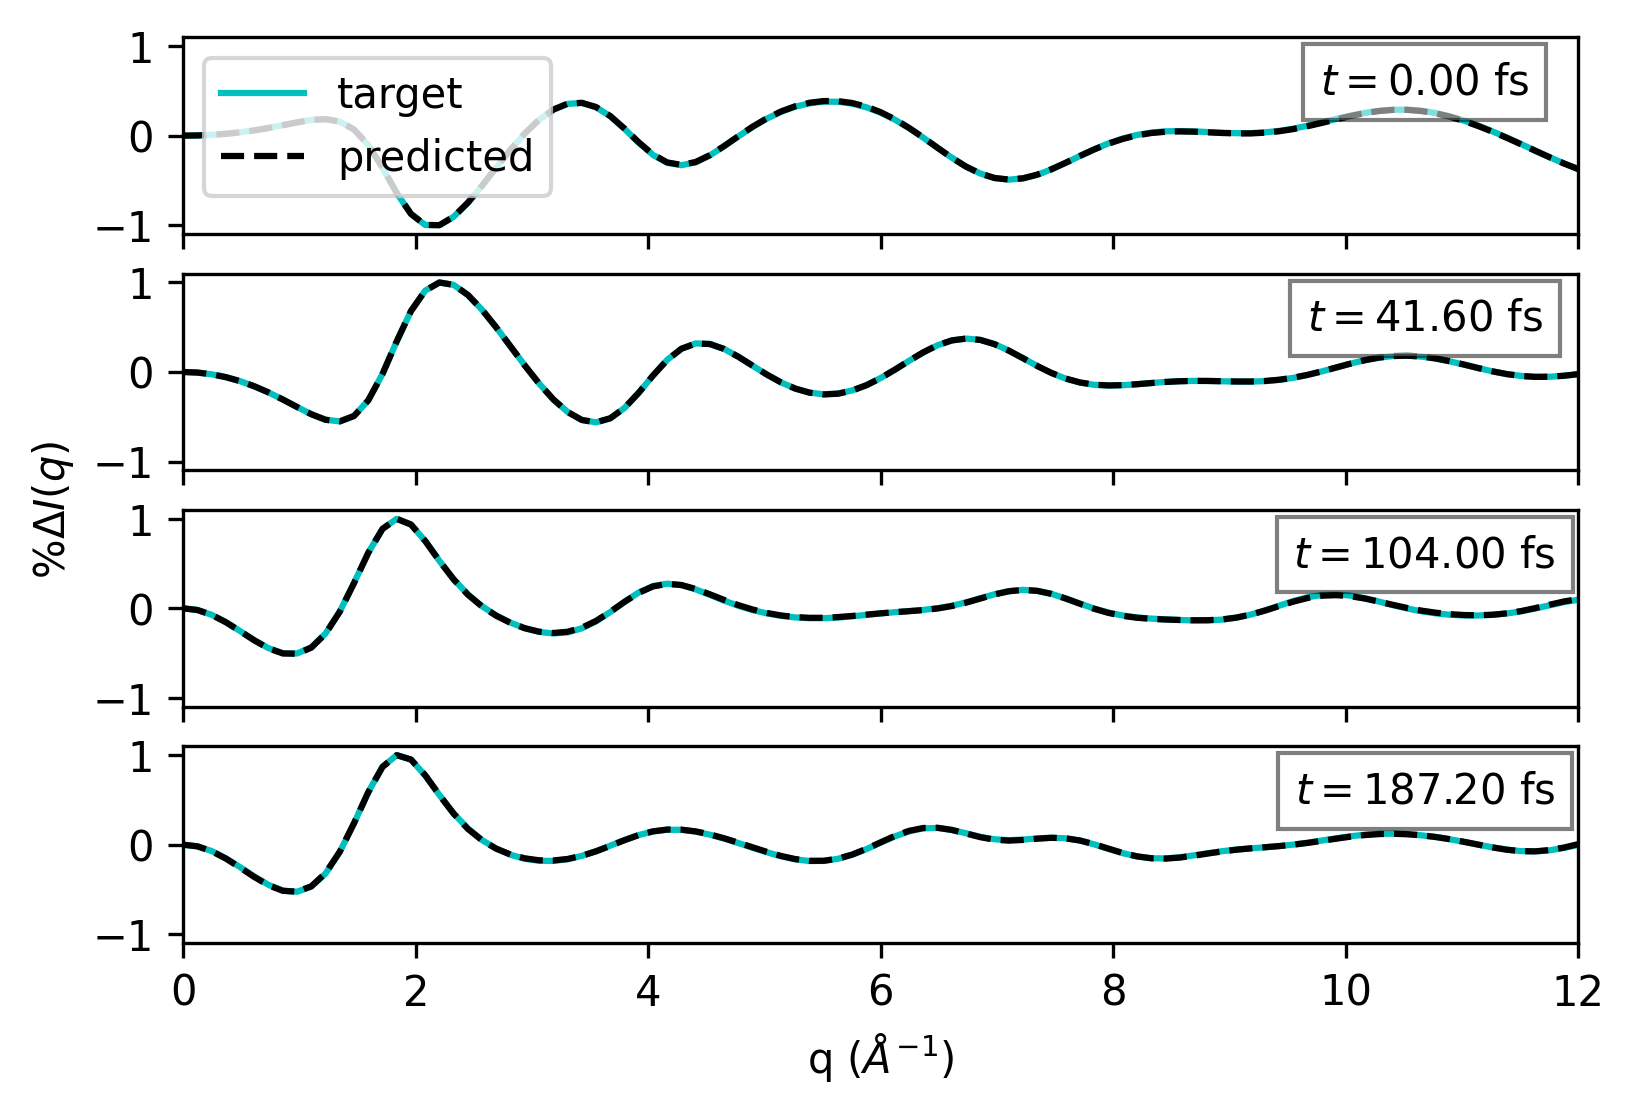 1
0
−1
target
predicted
t = 0.00 fs
1
0
−1
t = 41.60 fs
%ΔI(q)
1
0
−1
t = 104.00 fs
1
0
−1
t = 187.20 fs
0 2 4 6 8 10 12
q (Å⁻¹)